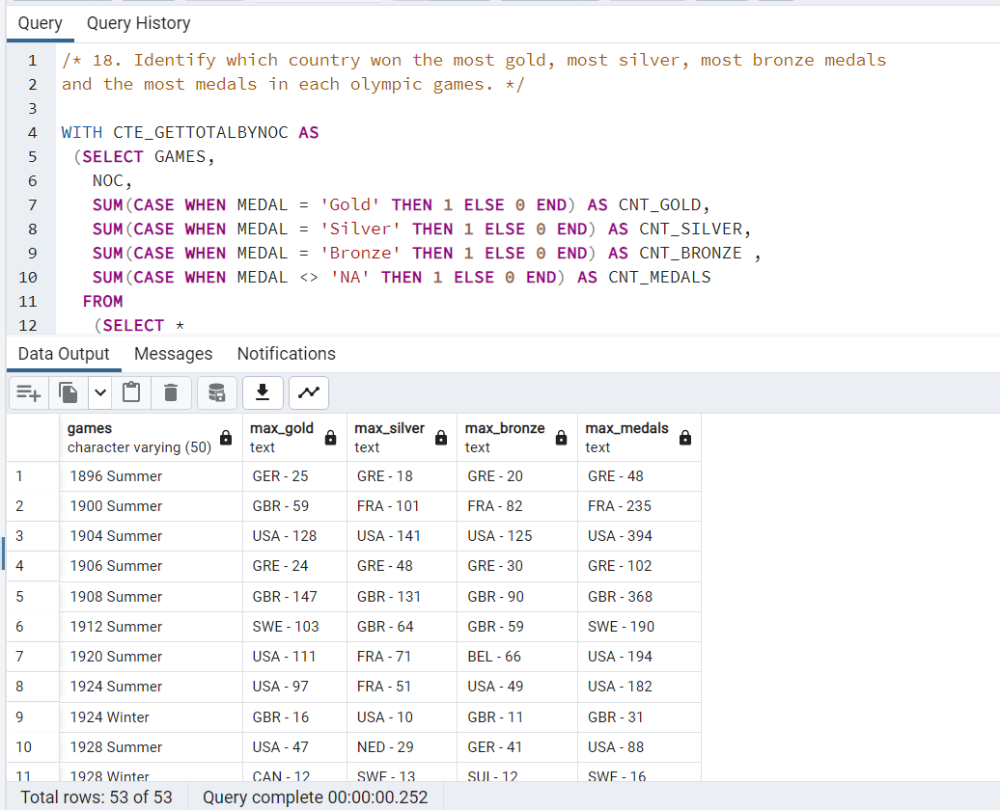 Query Query History
1 /* 18. Identify which country won the most gold, most silver, most bronze medals
2 and the most medals in each olympic games. */
3
4 WITH CTE_GETTOTALBYNOC AS
5 (SELECT GAMES,
6 NOC,
7 SUM(CASE WHEN MEDAL = 'Gold' THEN 1 ELSE 0 END) AS CNT_GOLD,
8 SUM(CASE WHEN MEDAL = 'Silver' THEN 1 ELSE 0 END) AS CNT_SILVER,
9 SUM(CASE WHEN MEDAL = 'Bronze' THEN 1 ELSE 0 END) AS CNT_BRONZE ,
10 SUM(CASE WHEN MEDAL <> 'NA' THEN 1 ELSE 0 END) AS CNT_MEDALS
11 FROM
12 (SELECT *
Data Output Messages Notifications
games max_gold max_silver max_bronze max_medals
character varying (50) text text text text
1 1896 Summer GER - 25 GRE - 18 GRE - 20 GRE - 48
2 1900 Summer GBR - 59 FRA - 101 FRA - 82 FRA - 235
3 1904 Summer USA - 128 USA - 141 USA - 125 USA - 394
4 1906 Summer GRE - 24 GRE - 48 GRE - 30 GRE - 102
5 1908 Summer GBR - 147 GBR - 131 GBR - 90 GBR - 368
6 1912 Summer SWE - 103 GBR - 64 GBR - 59 SWE - 190
7 1920 Summer USA - 111 FRA - 71 BEL - 66 USA - 194
8 1924 Summer USA - 97 FRA - 51 USA - 49 USA - 182
9 1924 Winter GBR - 16 USA - 10 GBR - 11 GBR - 31
10 1928 Summer USA - 47 NED - 29 GER - 41 USA - 88
11 1928 Winter CAN - 12 SWE - 13 SUI - 12 SWE - 16
Total rows: 53 of 53 Query complete 00:00:00.252